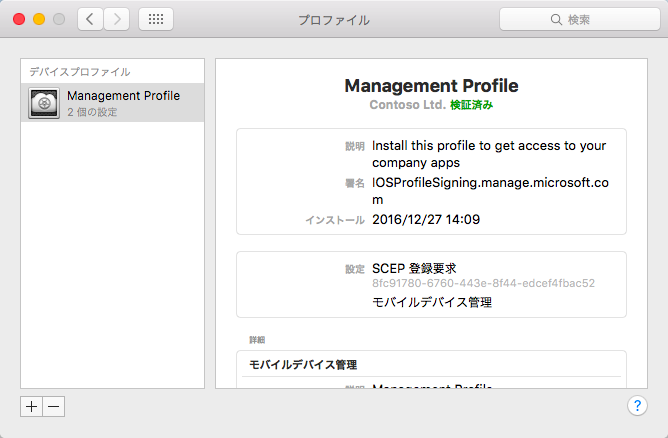 プロファイル
検索
デバイスプロファイル
Management Profile
2 個の設定
Management Profile
Contoso Ltd. 検証済み
説明 Install this profile to get access to your
company apps
署名 IOSProfileSigning.manage.microsoft.co
m
インストール 2016/12/27 14:09
設定 SCEP 登録要求
8fc91780-6760-443e-8f44-edcef4fbac52
モバイルデバイス管理
詳細
モバイルデバイス管理
説明 Management Profile
?